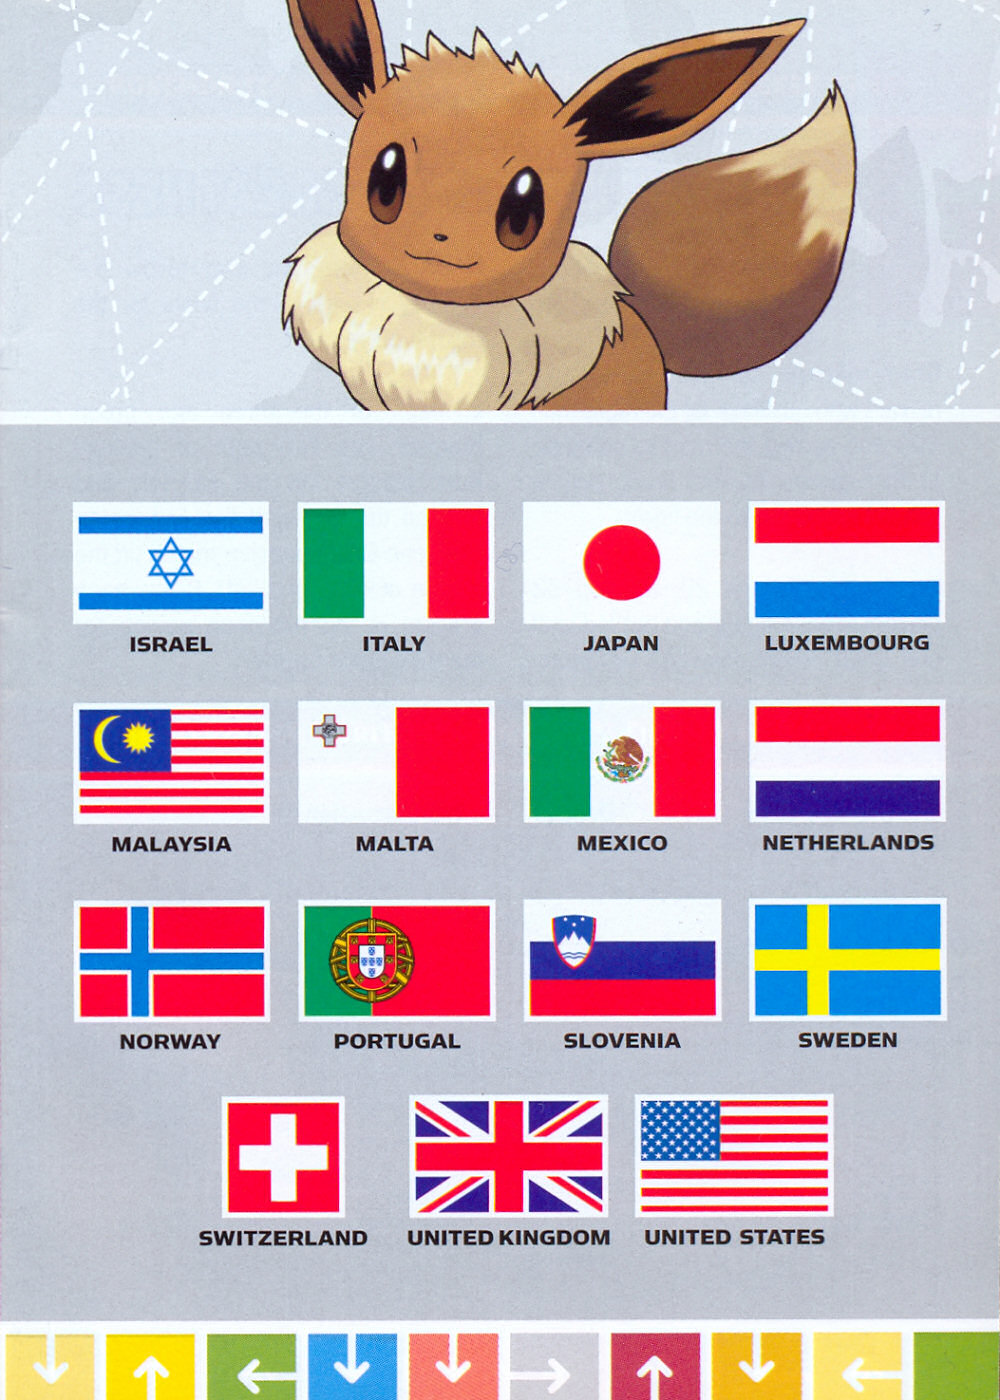 ISRAEL ITALY JAPAN LUXEMBOURG
MALAYSIA MALTA MEXICO NETHERLANDS
NORWAY PORTUGAL SLOVENIA SWEDEN
SWITZERLAND UNITED KINGDOM UNITED STATES